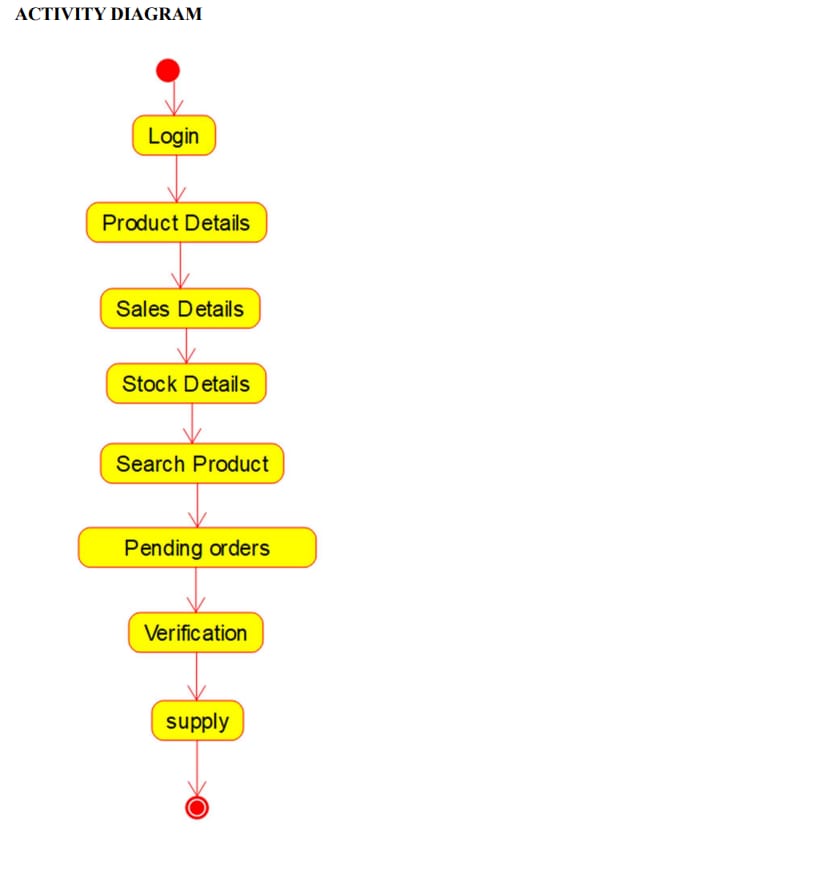 ACTIVITY DIAGRAM
Login
Product Details
Sales Details
Stock Details
Search Product
Pending orders
Verification
supply